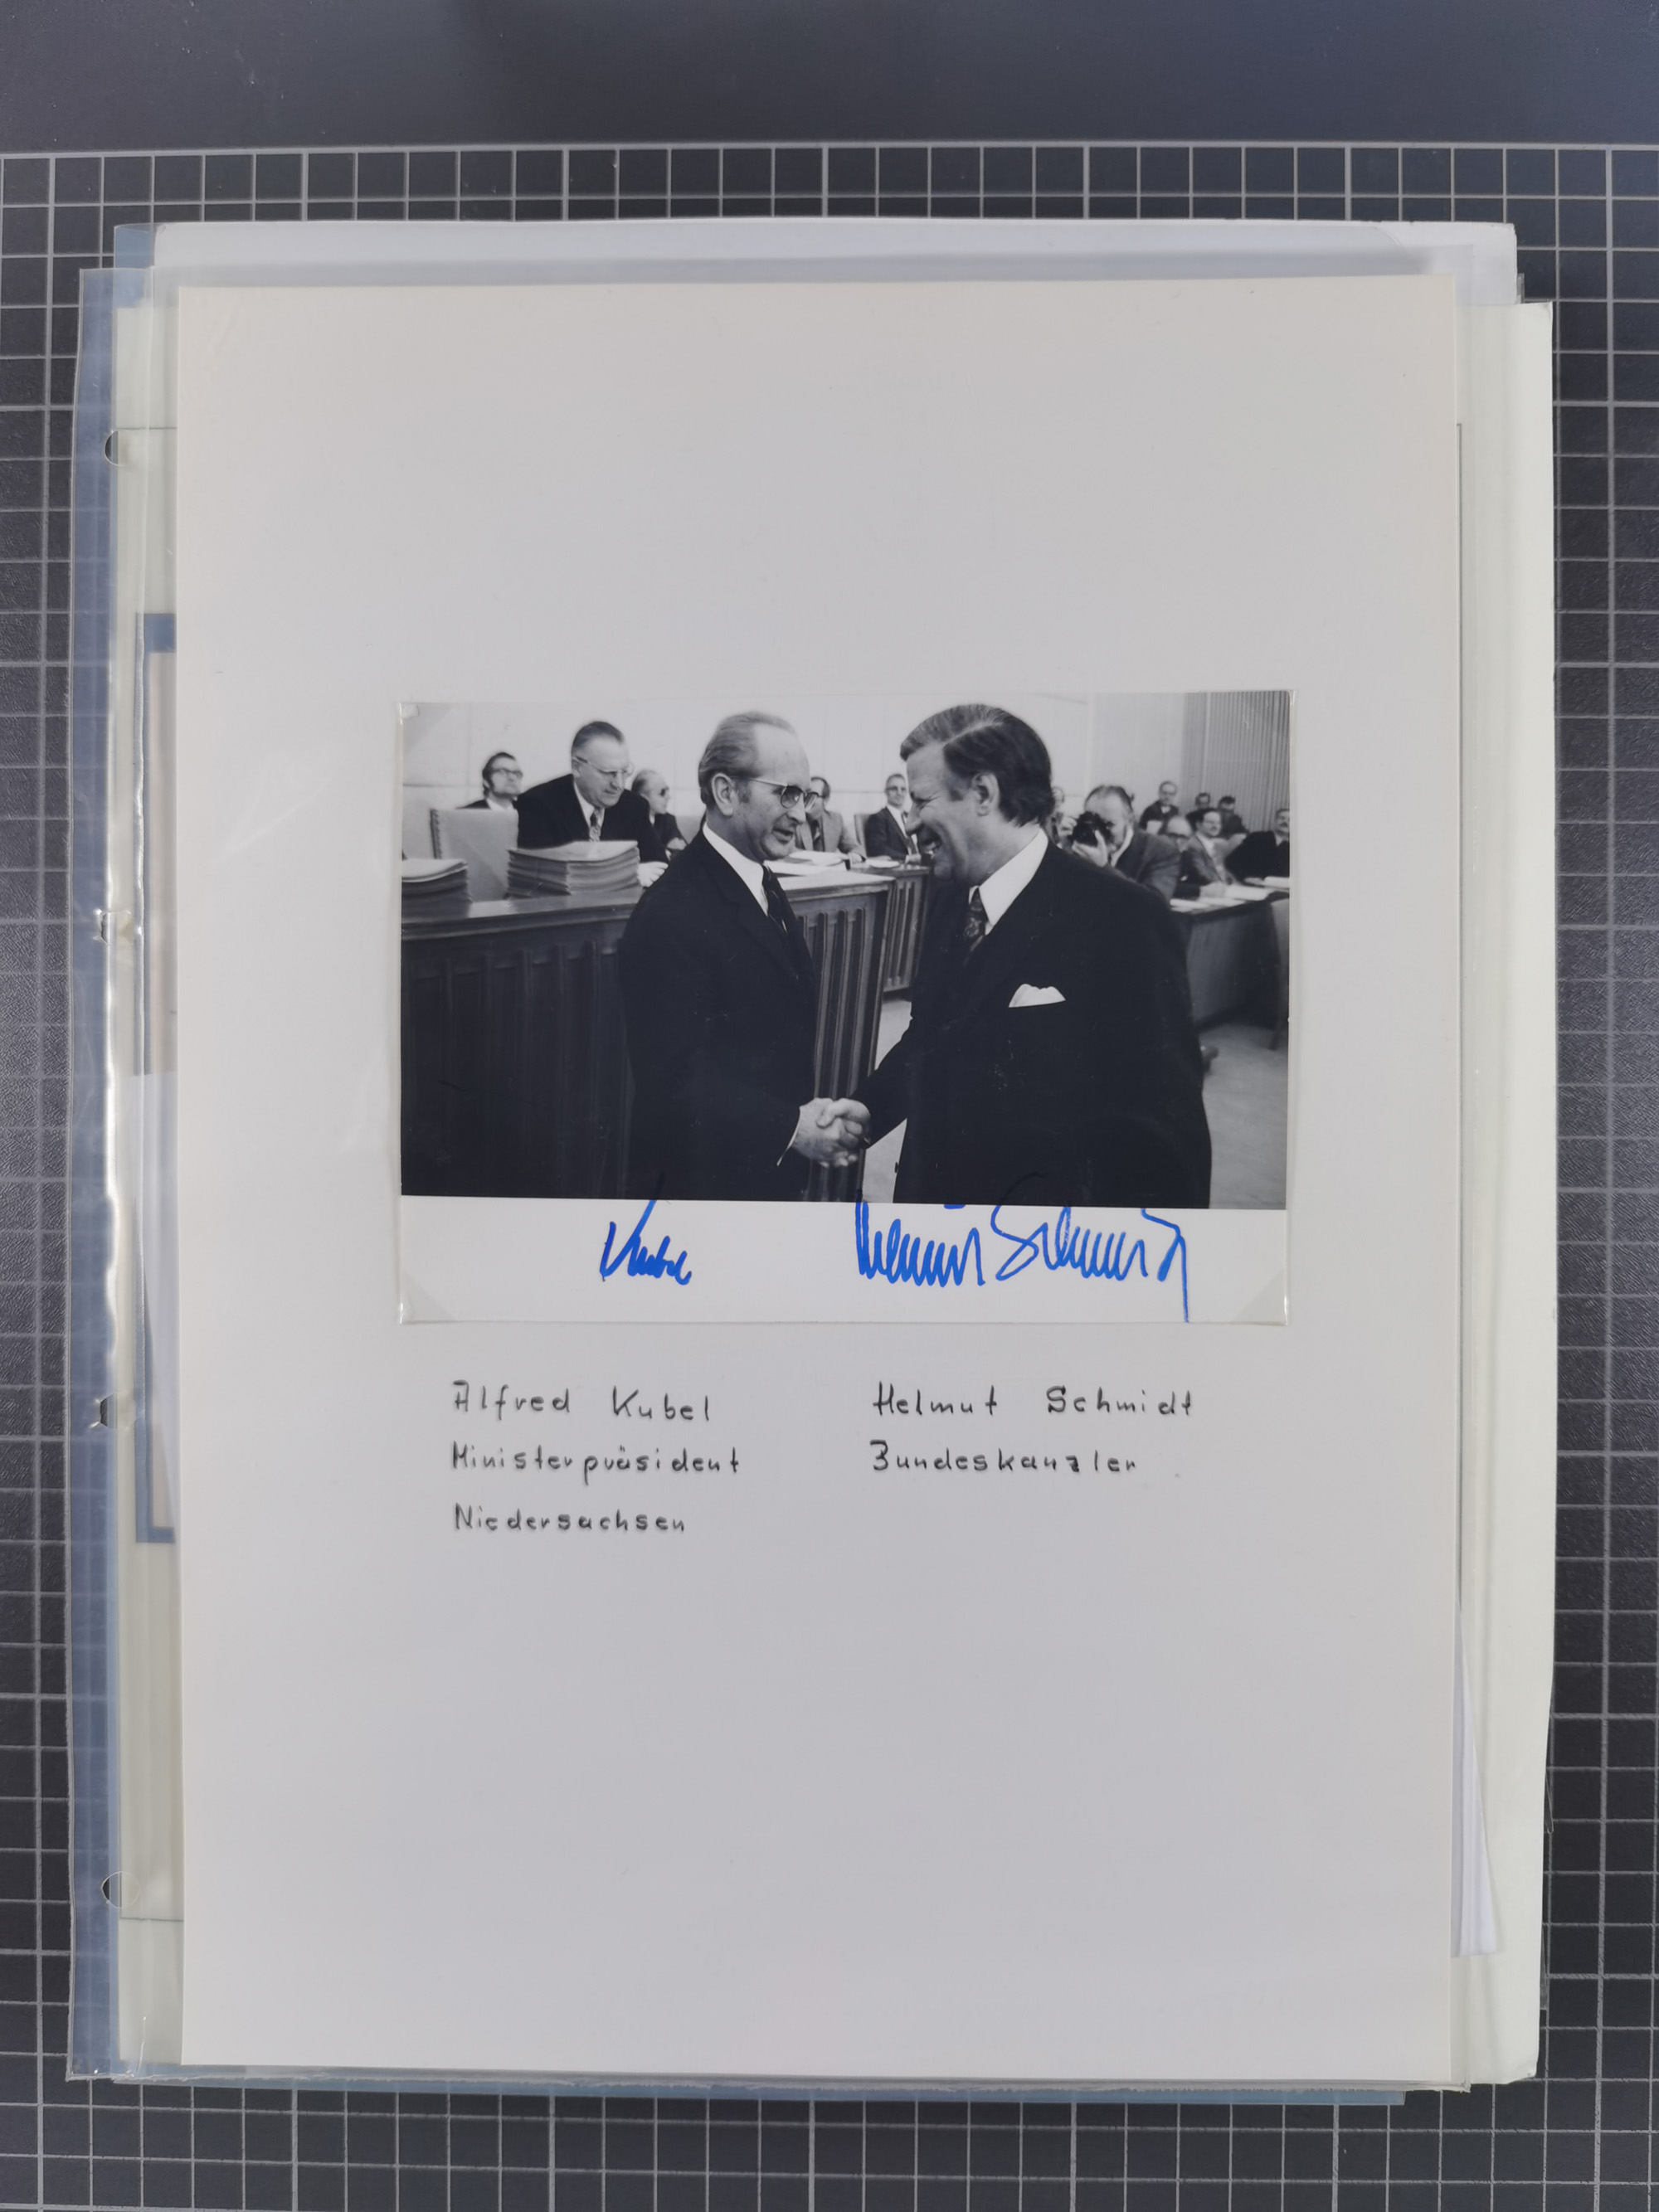 Kubel Helmut Schmidt
Alfred Kubel Helmut Schmidt
Ministerpräsident Bundeskanzler
Niedersachsen